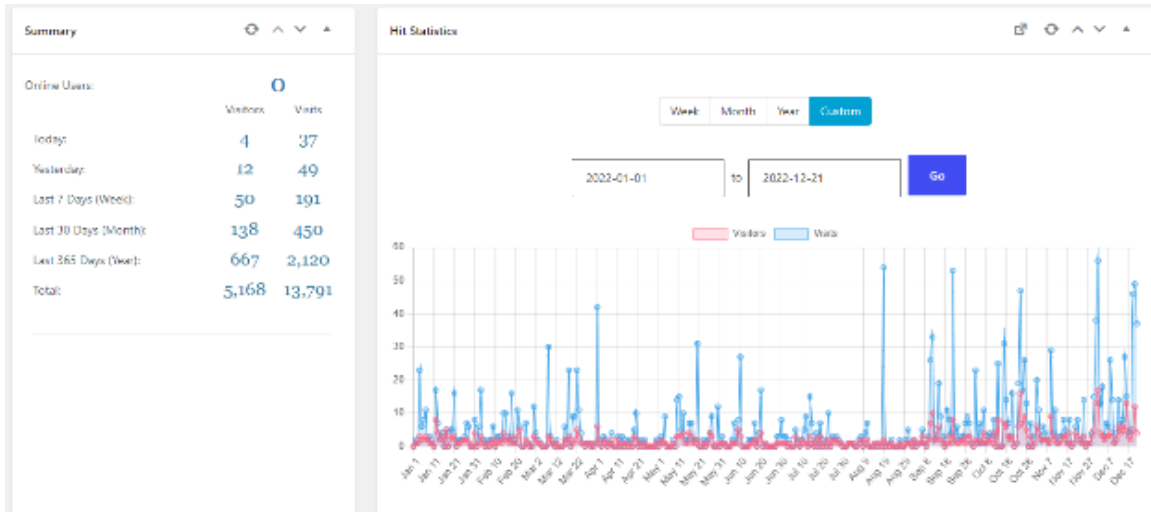 Summary
Online Users: 0
Visitors Visits
Today: 4 37
Yesterday: 12 49
Last 7 Days (Week): 50 191
Last 30 Days (Month): 138 450
Last 365 Days (Year): 667 2,120
Total: 5,168 13,791
Hit Statistics
Week Month Year Custom
2022-01-01 to 2022-12-21 Go
Visitors Visits
60
50
40
30
20
10
0
Jan 1 Jan 11 Jan 21 Jan 31 Feb 10 Feb 20 Mar 2 Mar 12 Mar 22 Apr 1 Apr 11 Apr 21 May 1 May 11 May 21 May 31 Jun 10 Jun 20 Jun 30 Jul 10 Jul 20 Jul 30 Aug 9 Aug 19 Aug 29 Sep 8 Sep 18 Sep 28 Oct 8 Oct 18 Oct 28 Nov 7 Nov 17 Nov 27 Dec 7 Dec 17